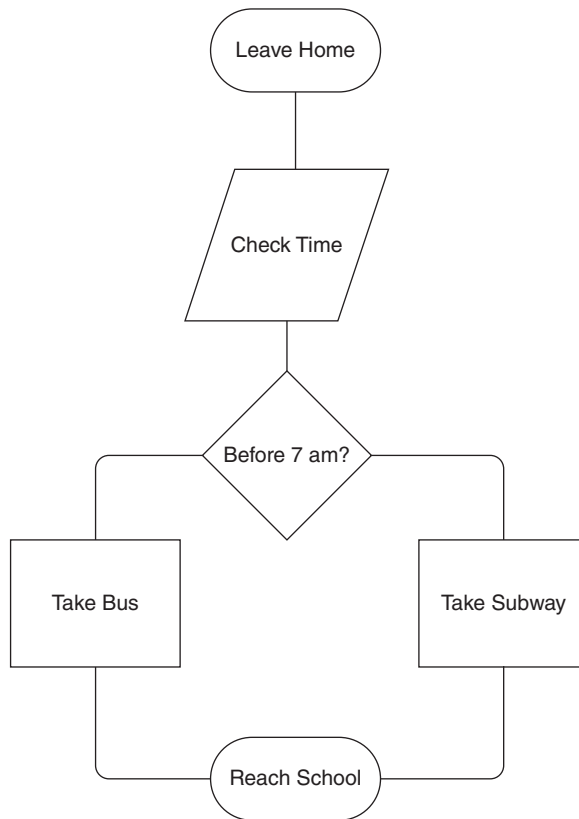 Leave Home
Check Time
Before 7 am?
Take Bus
Take Subway
Reach School